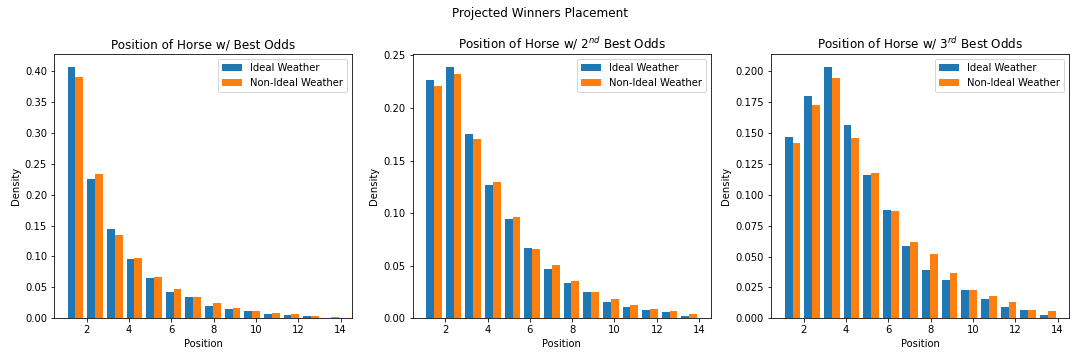 Projected Winners Placement
Position of Horse w/ Best Odds
Ideal Weather
Non-Ideal Weather
0.40
0.35
0.30
0.25
0.20
0.15
0.10
0.05
0.00
Density
2 4 6 8 10 12 14
Position
Position of Horse w/ 2nd Best Odds
Ideal Weather
Non-Ideal Weather
0.25
0.20
0.15
0.10
0.05
0.00
Density
2 4 6 8 10 12 14
Position
Position of Horse w/ 3rd Best Odds
Ideal Weather
Non-Ideal Weather
0.200
0.175
0.150
0.125
0.100
0.075
0.050
0.025
0.000
Density
2 4 6 8 10 12 14
Position